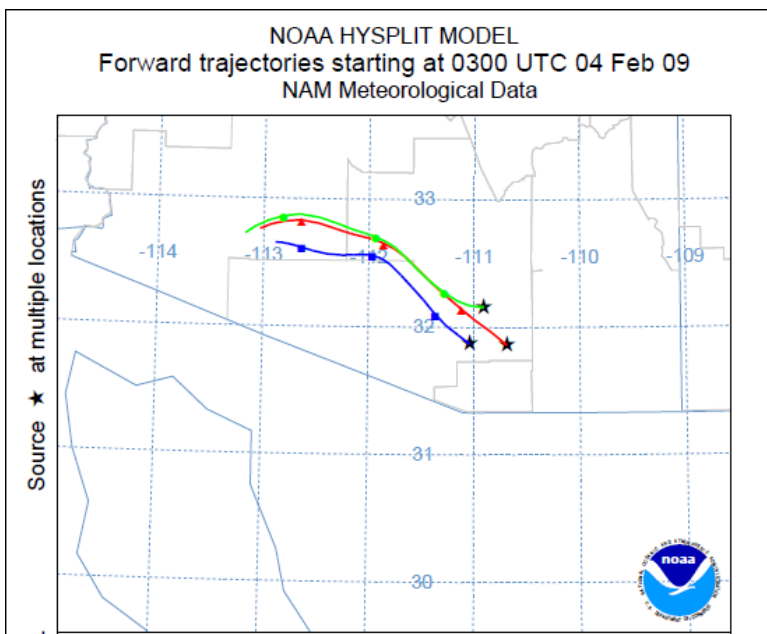 NOAA HYSPLIT MODEL
Forward trajectories starting at 0300 UTC 04 Feb 09
NAM Meteorological Data
Source ★ at multiple locations
33
-114
-113
-112
-111
-110
-109
32
31
30
noaa